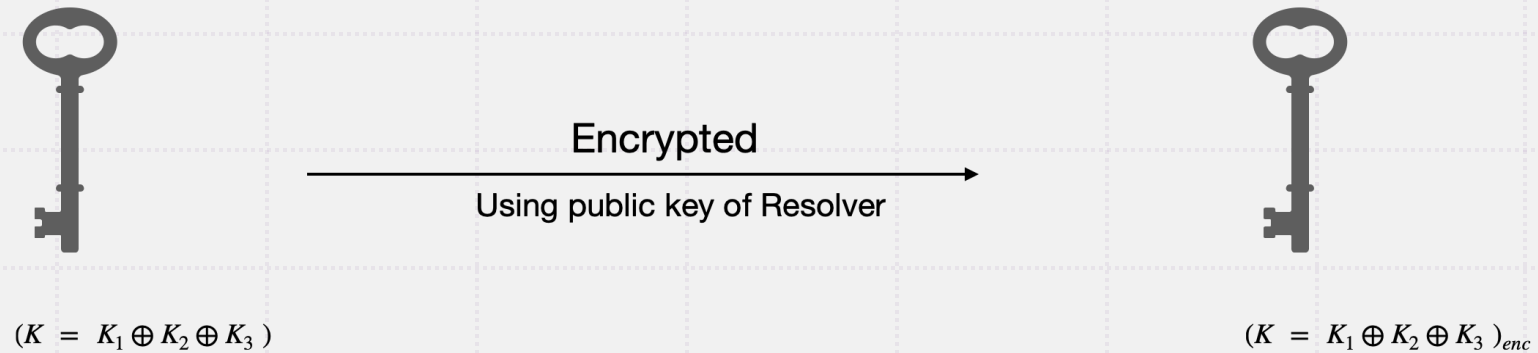 Encrypted
Using public key of Resolver
(K = K₁ ⊕ K₂ ⊕ K₃ )
(K = K₁ ⊕ K₂ ⊕ K₃ )ₑₙ꜀